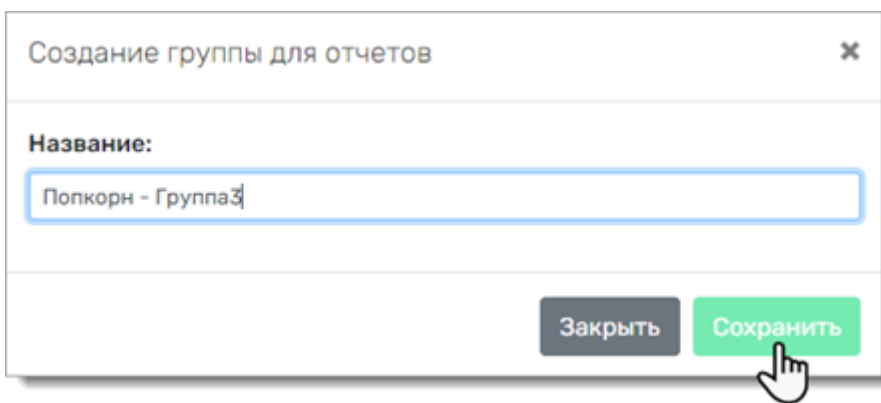 Создание группы для отчетов
Название:
Попкорн - Группа3
Закрыть Сохранить